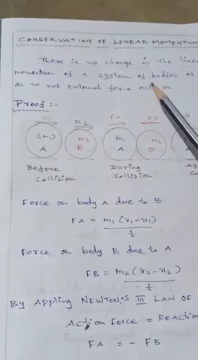 CONSERVATION OF LINEAR MOMENTUM
There is no change in the linear
momentum of a system of bodies as
as no net external force on
Proof :-
u1 u2 FA FB
(m1) A m2 B m1 A m2 B
Before Collision During Collision
Force on body A due to B
FA = m1 (v1 - u1) / t
Force on body B due to A
FB = m2 (v2 - u2) / t
By Appling NEWTON'S III LAW OF
Action Force = Reaction
FA = - FB